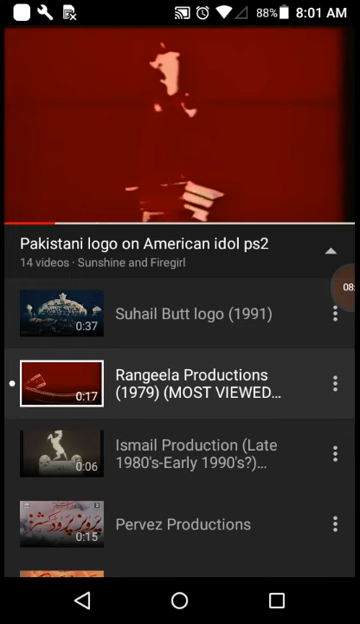 88% 8:01 AM
Pakistani logo on American idol ps2
14 videos · Sunshine and Firegirl
08:
0:37
Suhail Butt logo (1991)
0:17
Rangeela Productions
(1979) (MOST VIEWED...
0:06
Ismail Production (Late
1980's-Early 1990's?)...
0:15
Pervez Productions